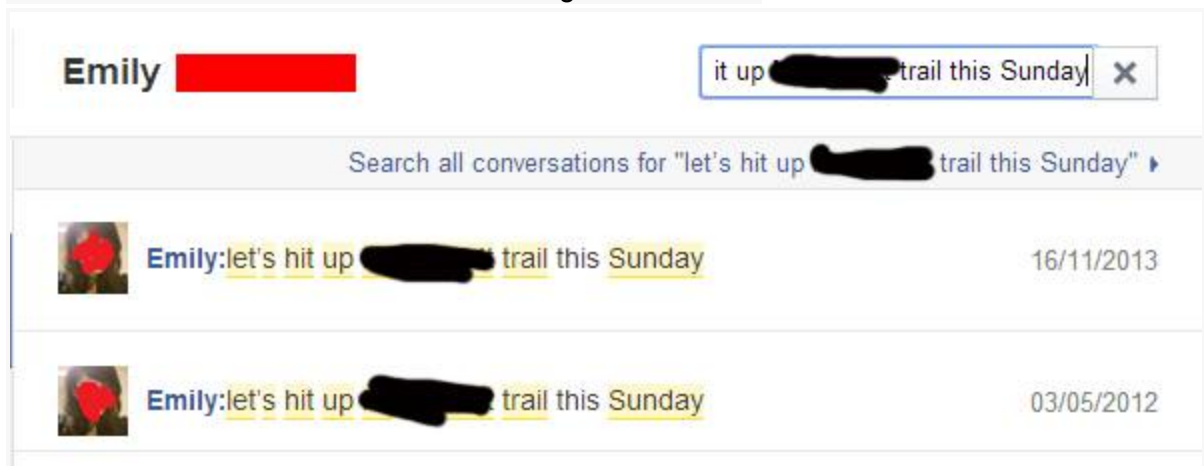 Emily
it up trail this Sunday
Search all conversations for "let's hit up trail this Sunday"
Emily:let's hit up trail this Sunday
16/11/2013
Emily:let's hit up trail this Sunday
03/05/2012